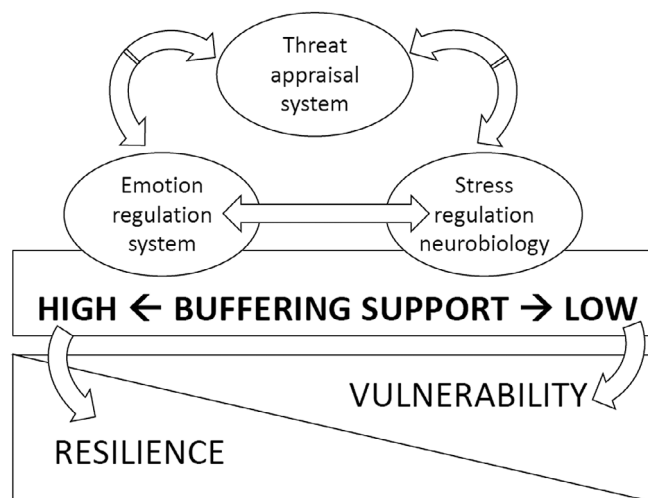 Threat
appraisal
system
Emotion
regulation
system
Stress
regulation
neurobiology
HIGH ← BUFFERING SUPPORT → LOW
VULNERABILITY
RESILIENCE